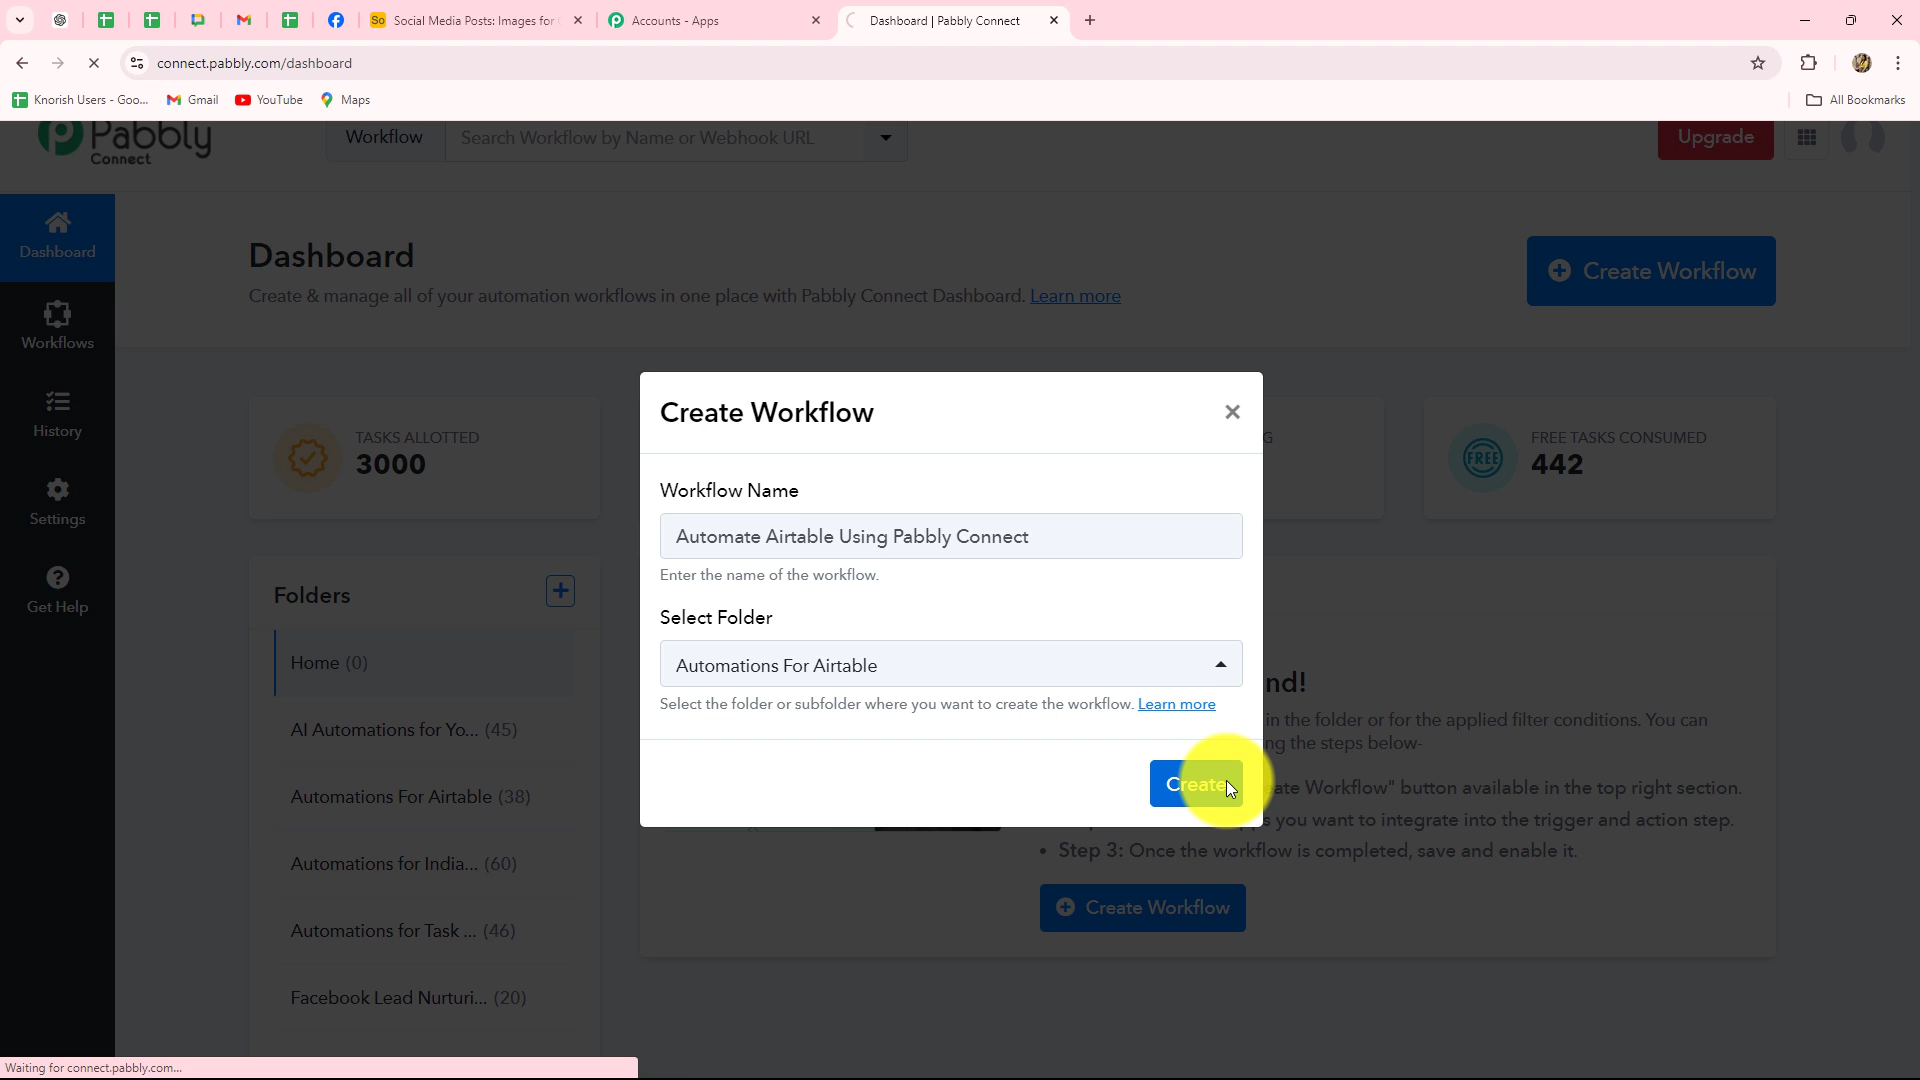 Social Media Posts: Images for
Accounts - Apps
Dashboard | Pabbly Connect
connect.pabbly.com/dashboard
Knorish Users - Goo...
Gmail
YouTube
Maps
All Bookmarks
Pabbly
Connect
Workflow
Search Workflow by Name or Webhook URL
Upgrade
Dashboard
Workflows
History
Settings
Get Help
Dashboard
Create & manage all of your automation workflows in one place with Pabbly Connect Dashboard. Learn more
Create Workflow
TASKS ALLOTTED
3000
G
FREE
FREE TASKS CONSUMED
442
Folders
Home (0)
AI Automations for Yo... (45)
Automations For Airtable (38)
Automations for India... (60)
Automations for Task ... (46)
Facebook Lead Nurturi... (20)
Create Workflow
Workflow Name
Automate Airtable Using Pabbly Connect
Enter the name of the workflow.
Select Folder
Automations For Airtable
Select the folder or subfolder where you want to create the workflow. Learn more
Create
nd!
in the folder or for the applied filter conditions. You can
ng the steps below-
ate Workflow" button available in the top right section.
s you want to integrate into the trigger and action step.
• Step 3: Once the workflow is completed, save and enable it.
Create Workflow
Waiting for connect.pabbly.com...